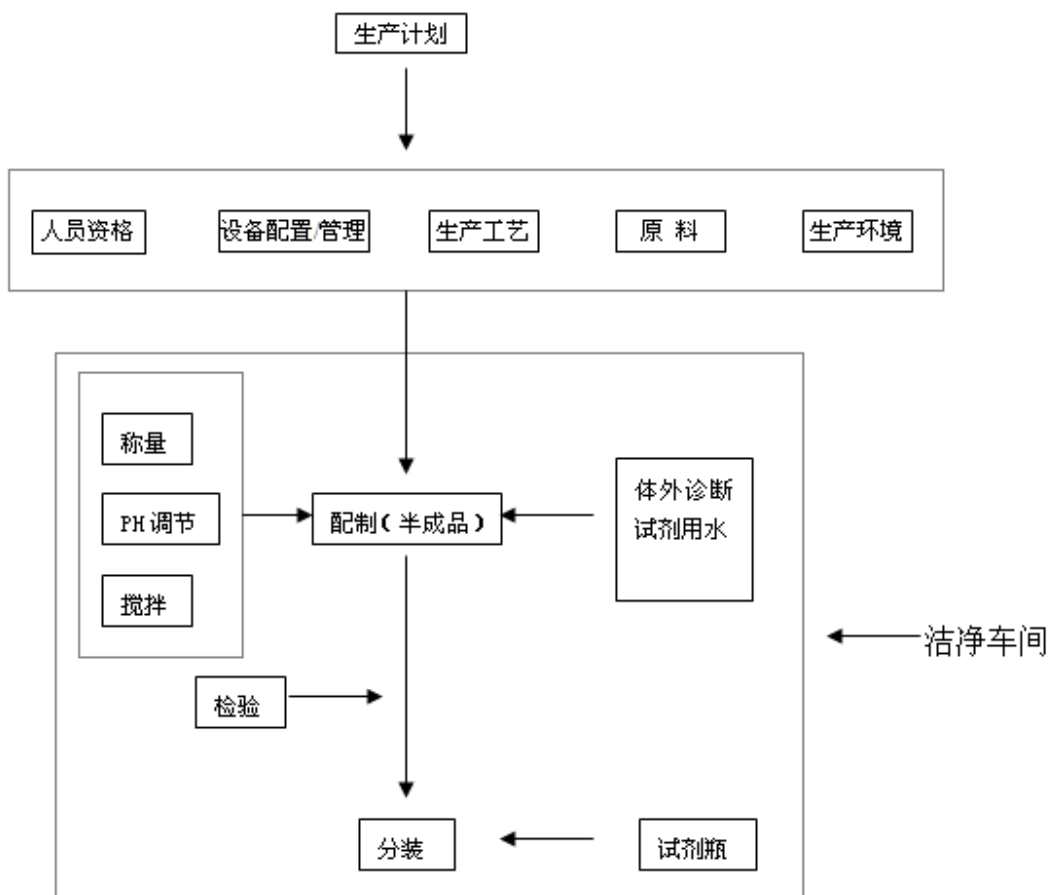 生产计划
人员资格
设备配置/管理
生产工艺
原 料
生产环境
称量
PH 调节
搅拌
配制（半成品）
体外诊断
试剂用水
洁净车间
检验
分装
试剂瓶